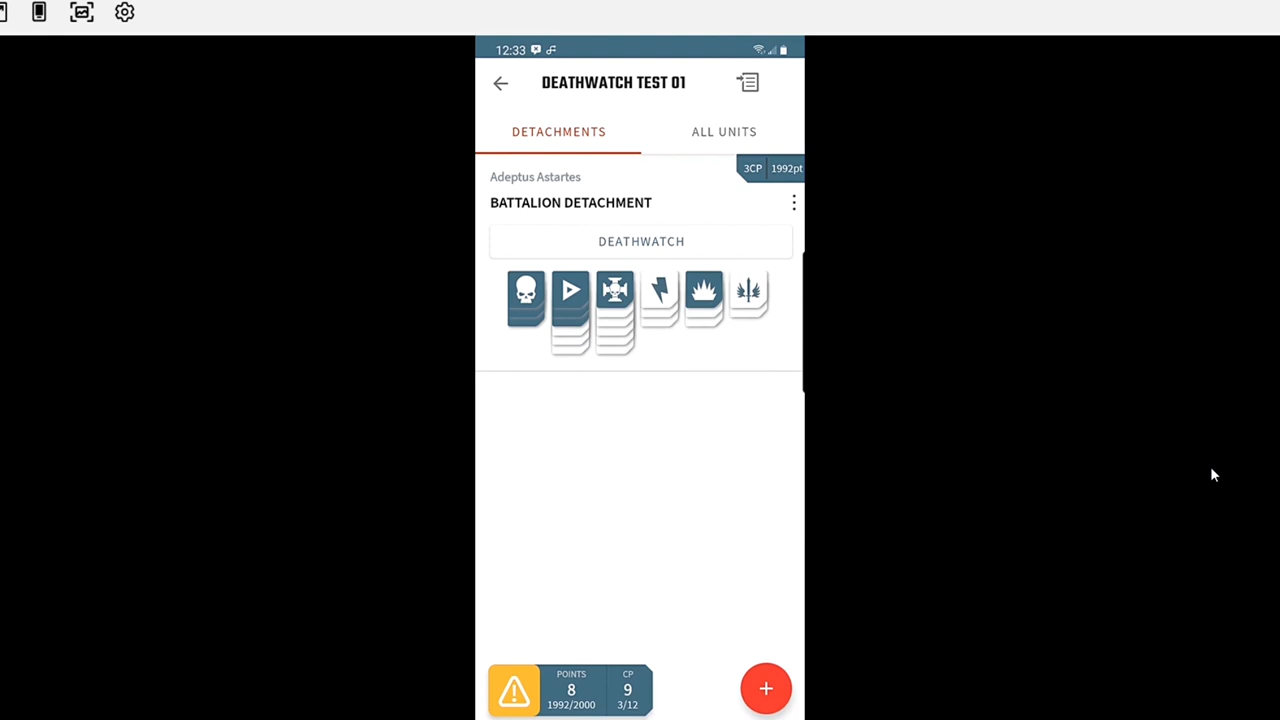 12:33
DEATHWATCH TEST 01
DETACHMENTS
ALL UNITS
3CP
1992pt
Adeptus Astartes
BATTALION DETACHMENT
DEATHWATCH
POINTS
8
1992/2000
CP
9
3/12